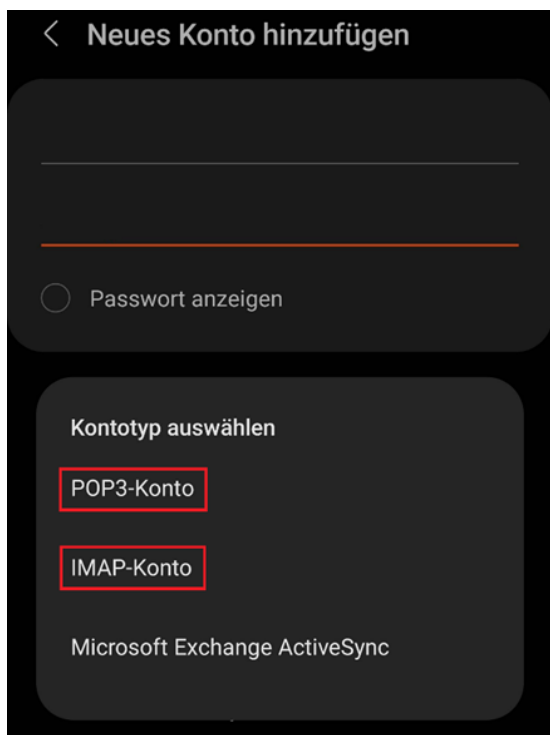 Neues Konto hinzufügen
Passwort anzeigen
Kontotyp auswählen
POP3-Konto
IMAP-Konto
Microsoft Exchange ActiveSync